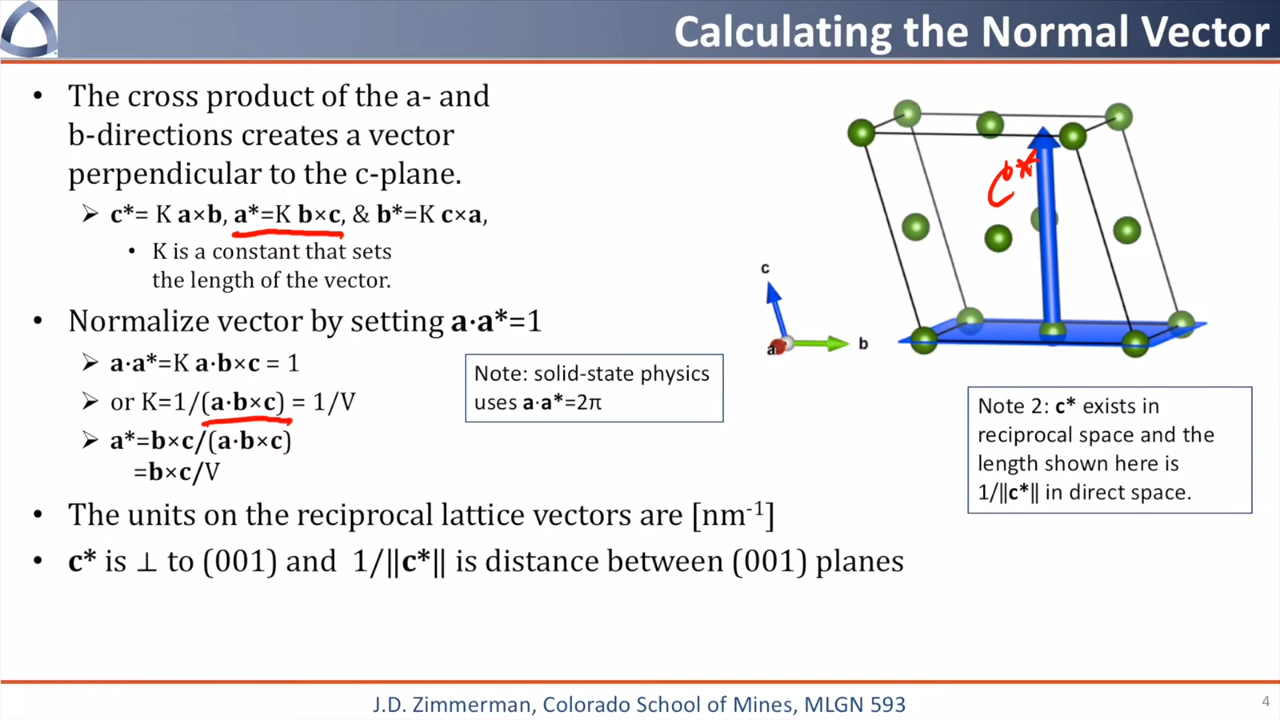 Calculating the Normal Vector
• The cross product of the a- and
b-directions creates a vector
perpendicular to the c-plane.
➢ c*= K a×b, a*=K b×c, & b*=K c×a,
• K is a constant that sets
the length of the vector.
• Normalize vector by setting a·a*=1
➢ a·a*=K a·b×c = 1
➢ or K=1/(a·b×c) = 1/V
➢ a*=b×c/(a·b×c)
=b×c/V
Note: solid-state physics
uses a·a*=2π
• The units on the reciprocal lattice vectors are [nm⁻¹]
• c* is ⊥ to (001) and 1/‖c*‖ is distance between (001) planes
c
a
b
Note 2: c* exists in
reciprocal space and the
length shown here is
1/‖c*‖ in direct space.
J.D. Zimmerman, Colorado School of Mines, MLGN 593
4